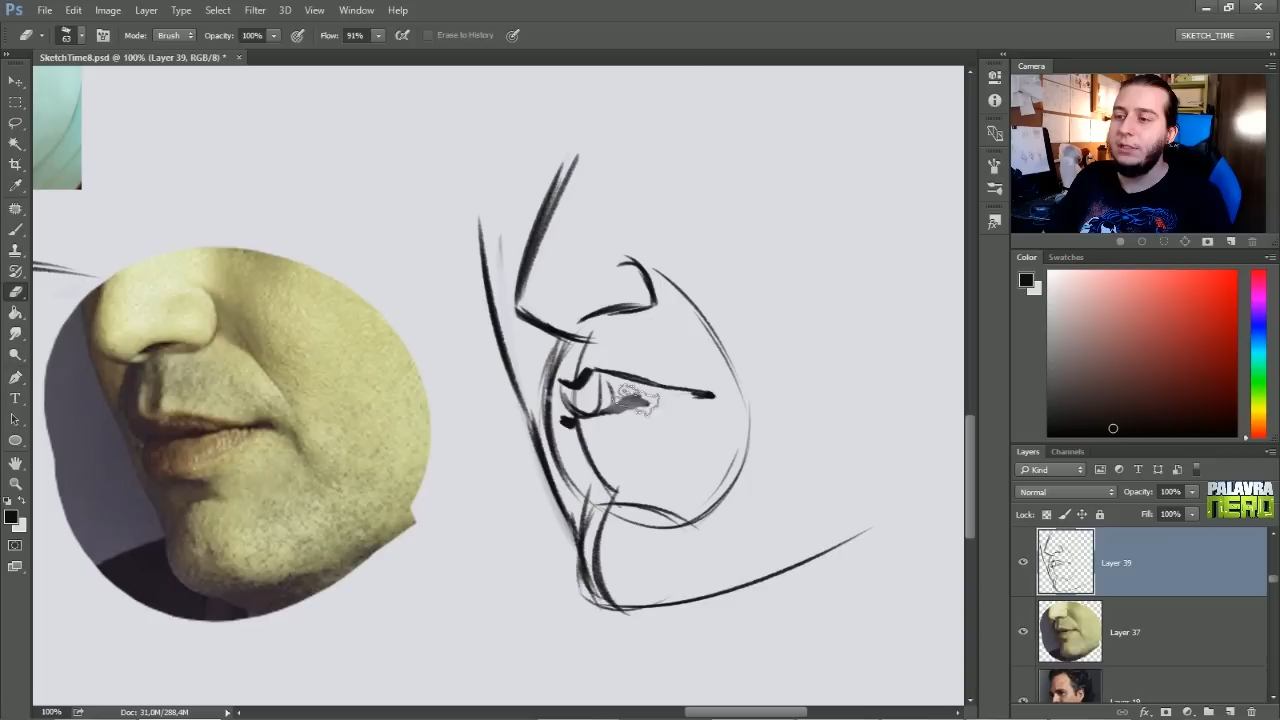 Ps File Edit Image Layer Type Select Filter 3D View Window Help
63 Mode: Brush Opacity: 100% Flow: 91% Erase to History SKETCH_TIME
SketchTime8.psd @ 100% (Layer 39, RGB/8) *
Camera
Color Swatches
Layers Channels
Kind
Normal Opacity: 100%
PALAVRA
NERD
Lock: Fill: 100%
Layer 39
Layer 37
100% Doc: 31,0M/288,4M